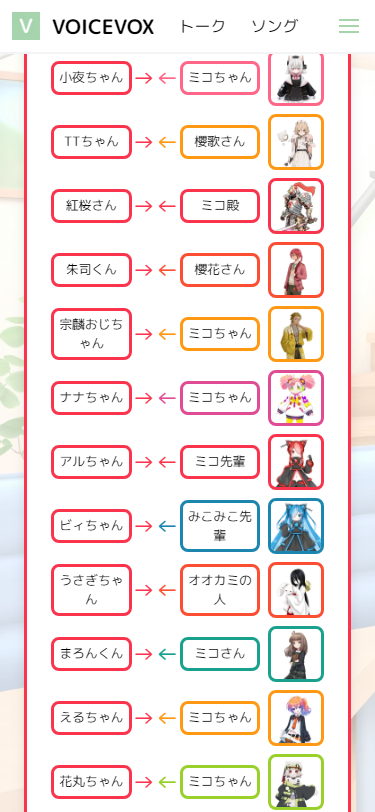 V VOICEVOX トーク ソング
小夜ちゃん → ← ミコちゃん
TTちゃん → ← 櫻歌さん
紅桜さん → ← ミコ殿
朱司くん → ← 櫻花さん
宗麟おじち
ゃん → ← ミコちゃん
ナナちゃん → ← ミコちゃん
アルちゃん → ← ミコ先輩
ビィちゃん → ← みこみこ先
輩
うさぎちゃ
ん → ← オオカミの
人
まろんくん → ← ミコさん
えるちゃん → ← ミコちゃん
花丸ちゃん → ← ミコちゃん